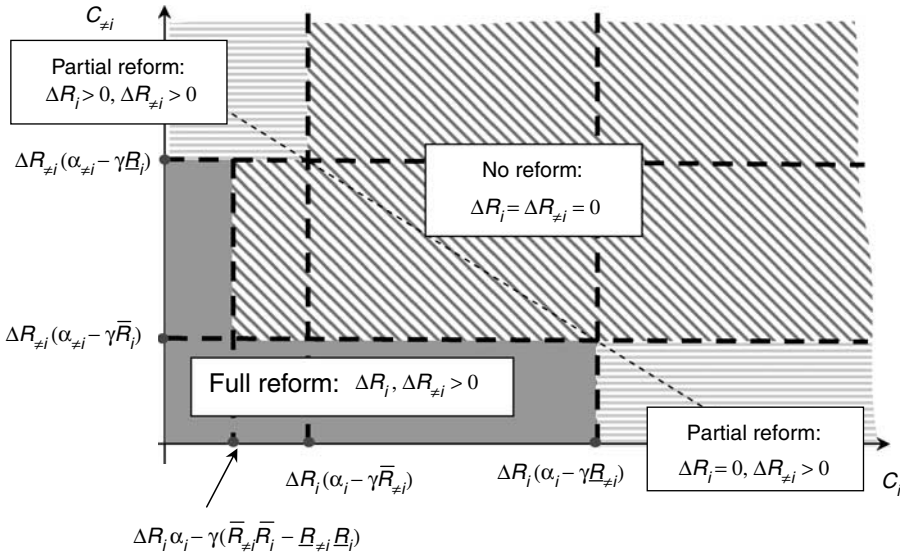 C≠i
Partial reform:
ΔRi > 0, ΔR≠i > 0
ΔR≠i(α≠i – γR̲i)
No reform:
ΔRi = ΔR≠i = 0
ΔR≠i(α≠i – γR̅i)
Full reform: ΔRi, ΔR≠i > 0
Partial reform:
ΔRi = 0, ΔR≠i > 0
ΔRi(αi – γR̅≠i)
ΔRi(αi – γR̲≠i)
Ci
ΔRiαi – γ(R̅≠iR̅i – R̲≠iR̲i)